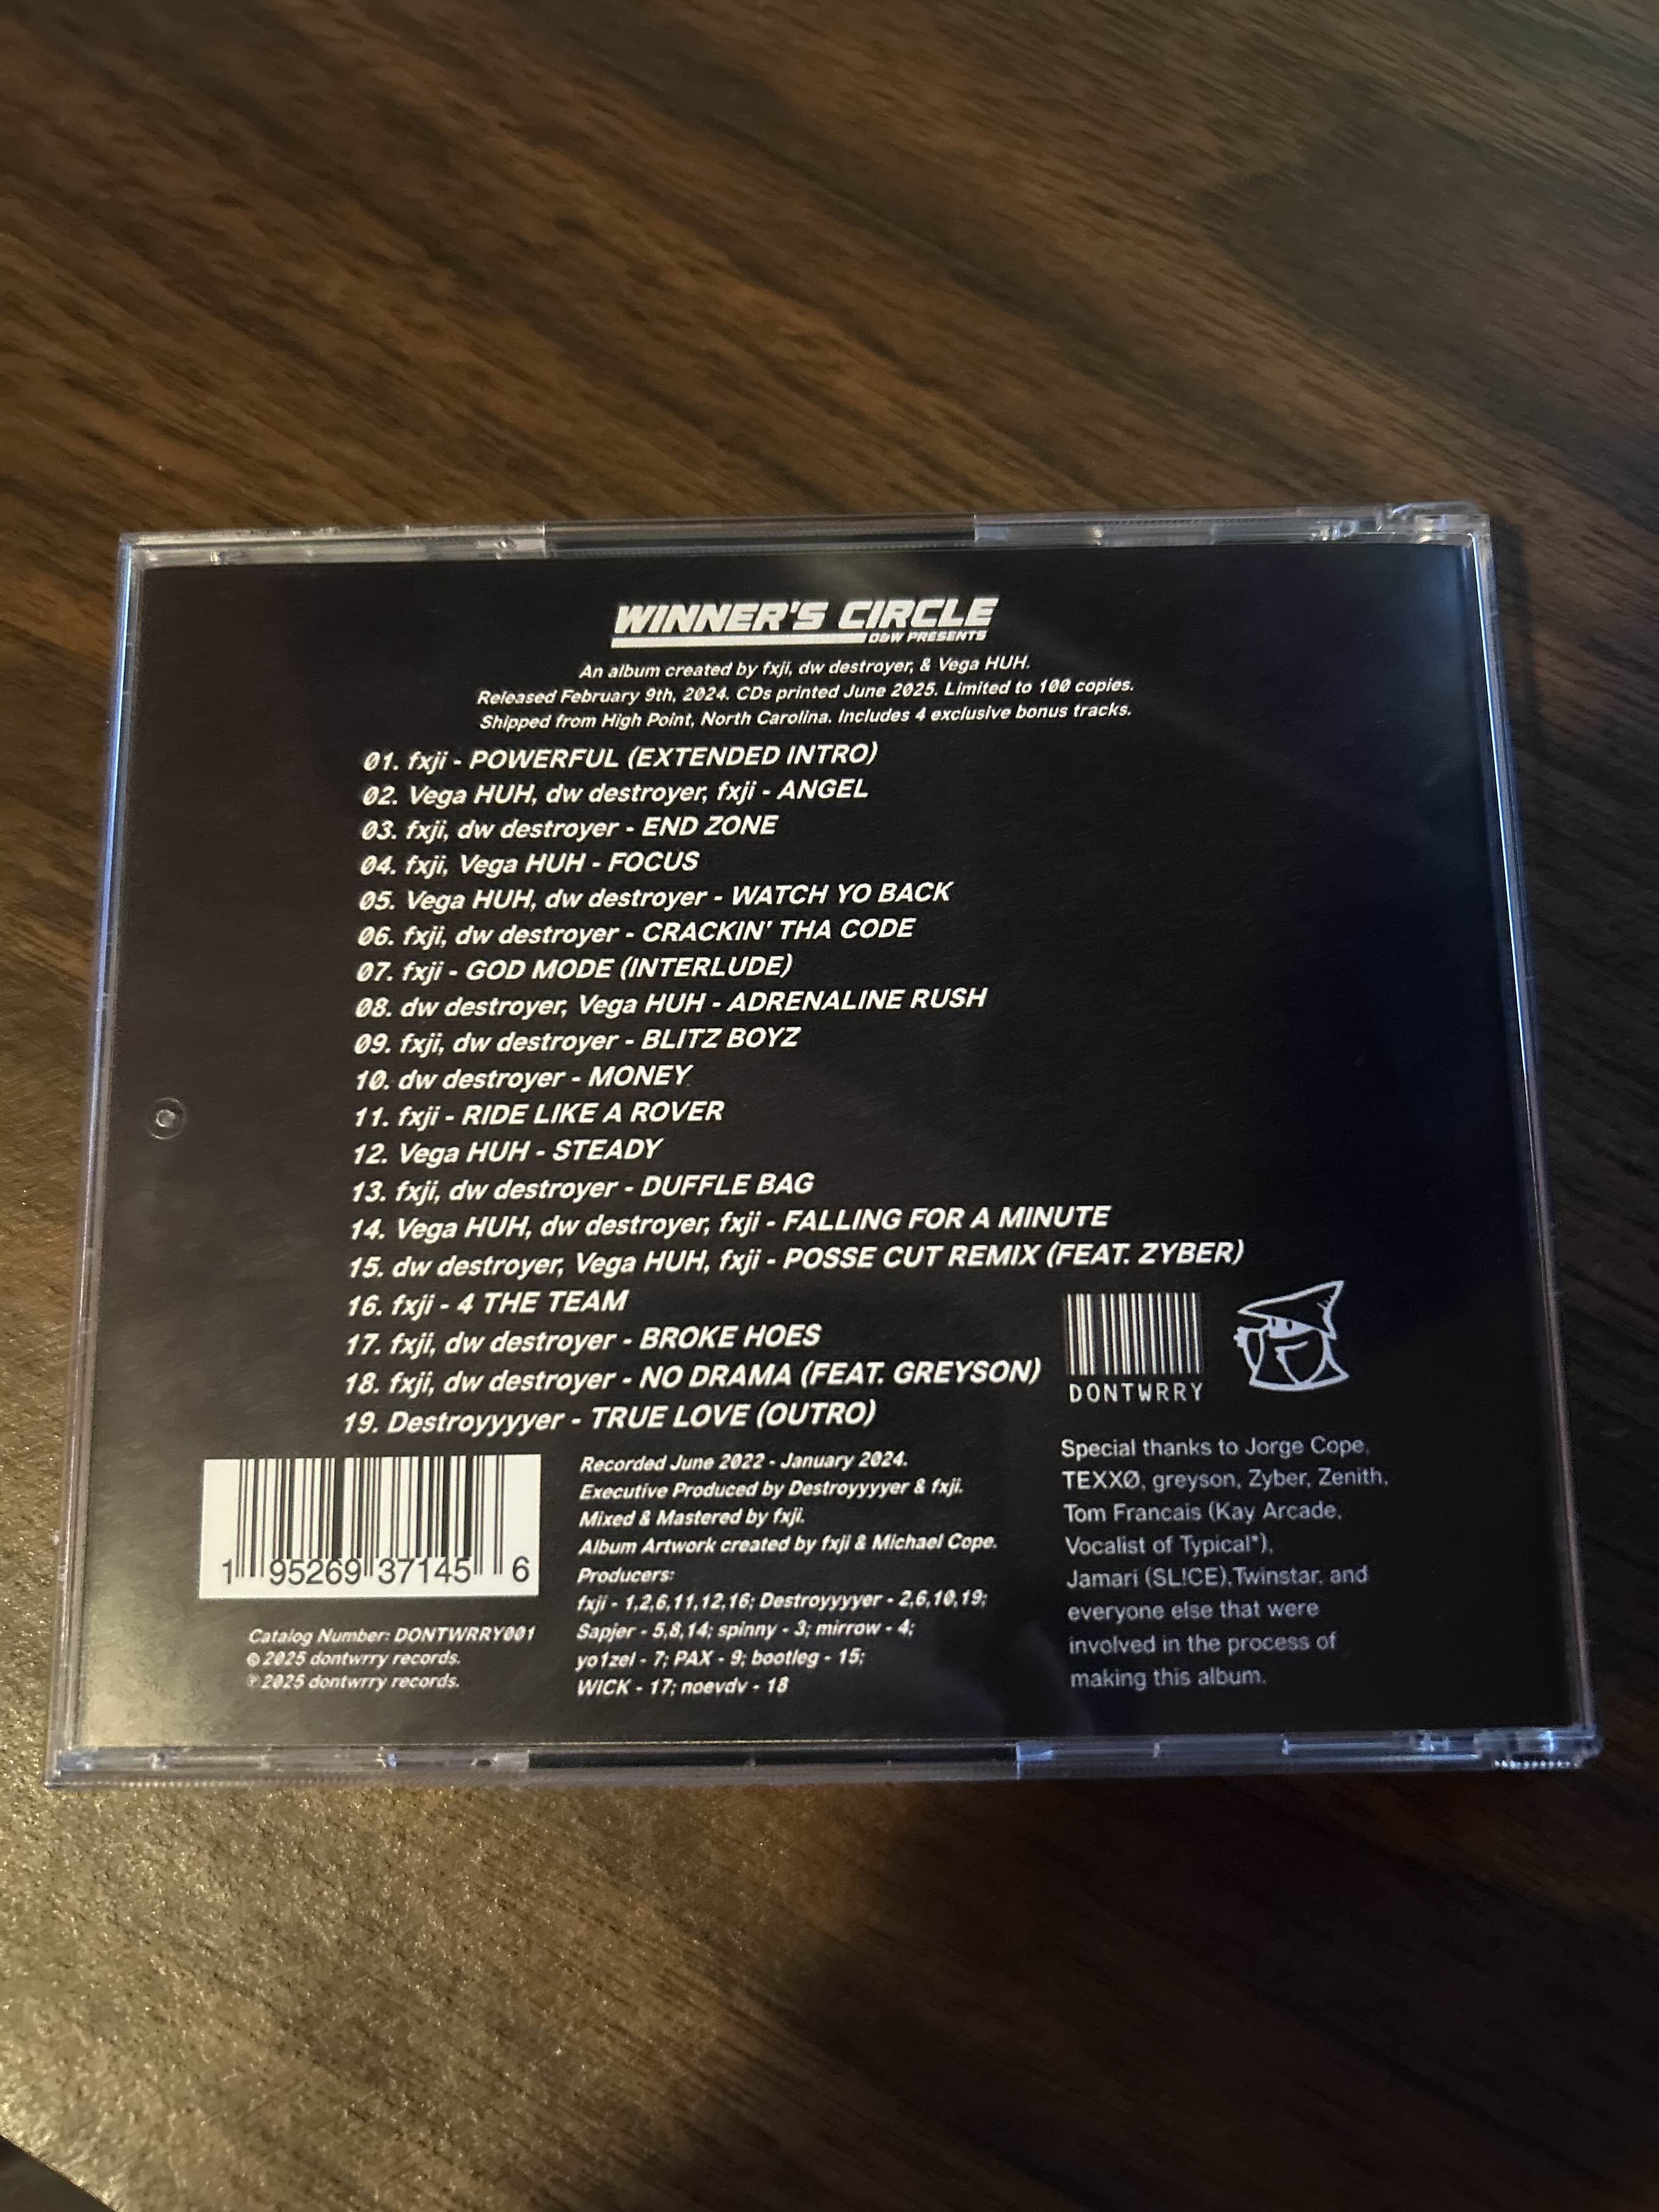 WINNER'S CIRCLE
D&W PRESENTS
An album created by fxji, dw destroyer, & Vega HUH.
Released February 9th, 2024. CDs printed June 2025. Limited to 100 copies.
Shipped from High Point, North Carolina. Includes 4 exclusive bonus tracks.
01. fxji - POWERFUL (EXTENDED INTRO)
02. Vega HUH, dw destroyer, fxji - ANGEL
03. fxji, dw destroyer - END ZONE
04. fxji, Vega HUH - FOCUS
05. Vega HUH, dw destroyer - WATCH YO BACK
06. fxji, dw destroyer - CRACKIN' THA CODE
07. fxji - GOD MODE (INTERLUDE)
08. dw destroyer, Vega HUH - ADRENALINE RUSH
09. fxji, dw destroyer - BLITZ BOYZ
10. dw destroyer - MONEY
11. fxji - RIDE LIKE A ROVER
12. Vega HUH - STEADY
13. fxji, dw destroyer - DUFFLE BAG
14. Vega HUH, dw destroyer, fxji - FALLING FOR A MINUTE
15. dw destroyer, Vega HUH, fxji - POSSE CUT REMIX (FEAT. ZYBER)
16. fxji - 4 THE TEAM
17. fxji, dw destroyer - BROKE HOES
18. fxji, dw destroyer - NO DRAMA (FEAT. GREYSON)
19. Destroyyyyer - TRUE LOVE (OUTRO)
1 95269 37145 6
Catalog Number: DONTWRRY001
© 2025 dontwrry records.
℗ 2025 dontwrry records.
Recorded June 2022 - January 2024.
Executive Produced by Destroyyyyer & fxji.
Mixed & Mastered by fxji.
Album Artwork created by fxji & Michael Cope.
Producers:
fxji - 1,2,6,11,12,16; Destroyyyyer - 2,6,10,19;
Sapjer - 5,8,14; spinny - 3; mirrow - 4;
yo1zel - 7; PAX - 9; bootleg - 15;
WICK - 17; noevdv - 18
DONTWRRY
Special thanks to Jorge Cope,
TEXXØ, greyson, Zyber, Zenith,
Tom Francais (Kay Arcade,
Vocalist of Typical*),
Jamari (SL!CE), Twinstar, and
everyone else that were
involved in the process of
making this album.